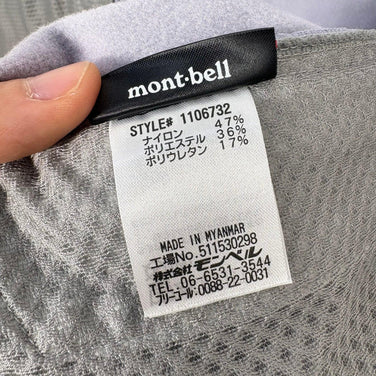 mont-bell
STYLE# 1106732
ナイロン 47%
ポリエステル 36%
ポリウレタン 17%
MADE IN MYANMAR
工場No.511530298
株式会社モンベル
TEL.06-6531-3544
フリーコール:0088-22-0031